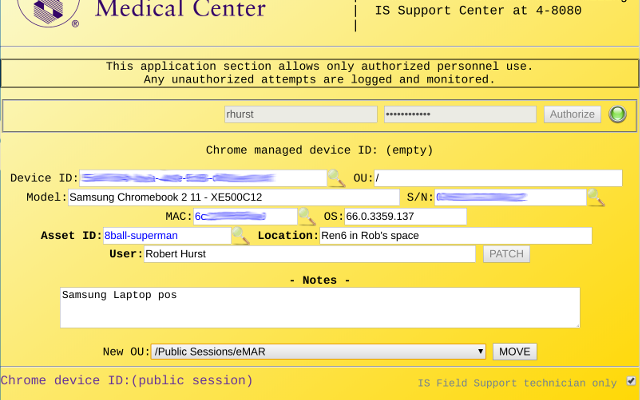 Medical Center
®
|
| IS Support Center at 4-8080
|
This application section allows only authorized personnel use.
Any unauthorized attempts are logged and monitored.
rhurst •••••••••••• Authorize
Chrome managed device ID: (empty)
Device ID: OU: /
Model: Samsung Chromebook 2 11 - XE500C12 S/N:
MAC: 6c OS: 66.0.3359.137
Asset ID: 8ball-superman Location: Ren6 in Rob's space
User: Robert Hurst PATCH
- Notes -
Samsung Laptop pos
New OU: /Public Sessions/eMAR MOVE
Chrome device ID:(public session) IS Field Support technician only